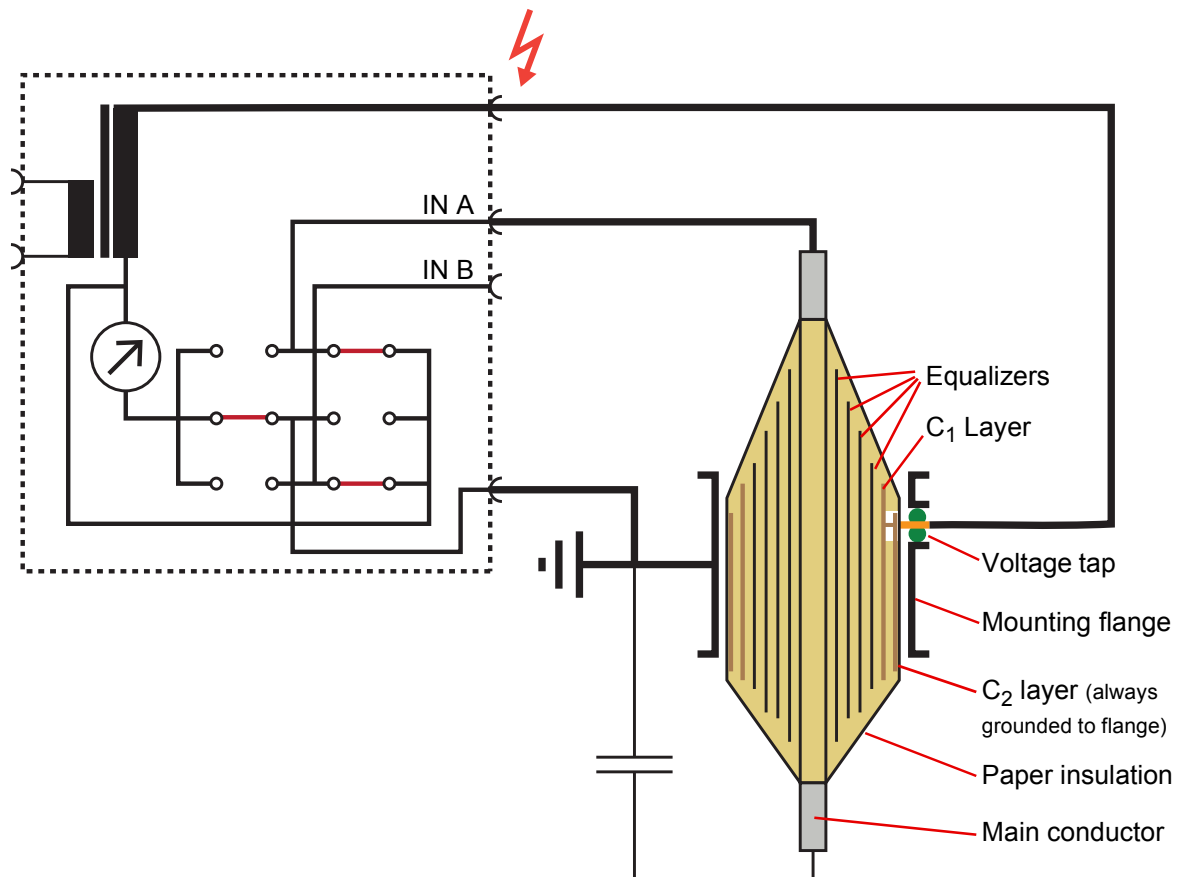 IN A
IN B
Equalizers
C₁ Layer
Voltage tap
Mounting flange
C₂ layer (always
grounded to flange)
Paper insulation
Main conductor